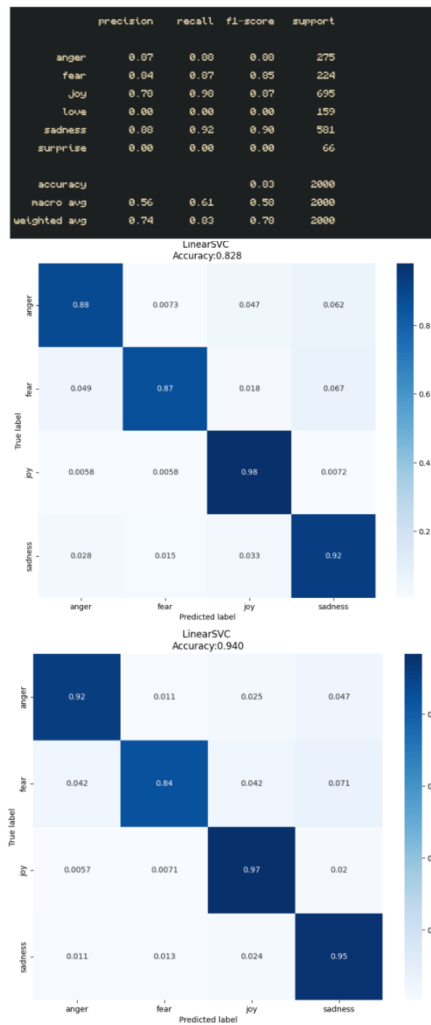 precision recall f1-score support
anger 0.87 0.88 0.88 275
fear 0.84 0.87 0.85 224
joy 0.78 0.98 0.87 695
love 0.00 0.00 0.00 159
sadness 0.88 0.92 0.90 581
surprise 0.00 0.00 0.00 66
accuracy 0.83 2000
macro avg 0.56 0.61 0.58 2000
weighted avg 0.74 0.83 0.78 2000
LinearSVC
Accuracy:0.828
anger 0.88 0.0073 0.047 0.062
fear 0.049 0.87 0.018 0.067
joy 0.0058 0.0058 0.98 0.0072
sadness 0.028 0.015 0.033 0.92
True label
anger fear joy sadness
Predicted label
0.8
0.6
0.4
0.2
LinearSVC
Accuracy:0.940
anger 0.92 0.011 0.025 0.047
fear 0.042 0.84 0.042 0.071
joy 0.0057 0.0071 0.97 0.02
sadness 0.011 0.013 0.024 0.95
True label
anger fear joy sadness
Predicted label